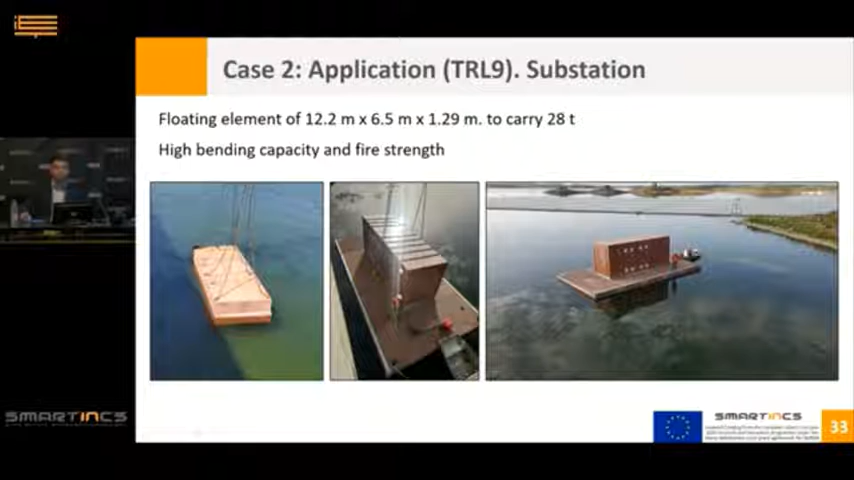 Case 2: Application (TRL9). Substation
Floating element of 12.2 m x 6.5 m x 1.29 m. to carry 28 t
High bending capacity and fire strength
SMARTINCS
SMARTINCS
33